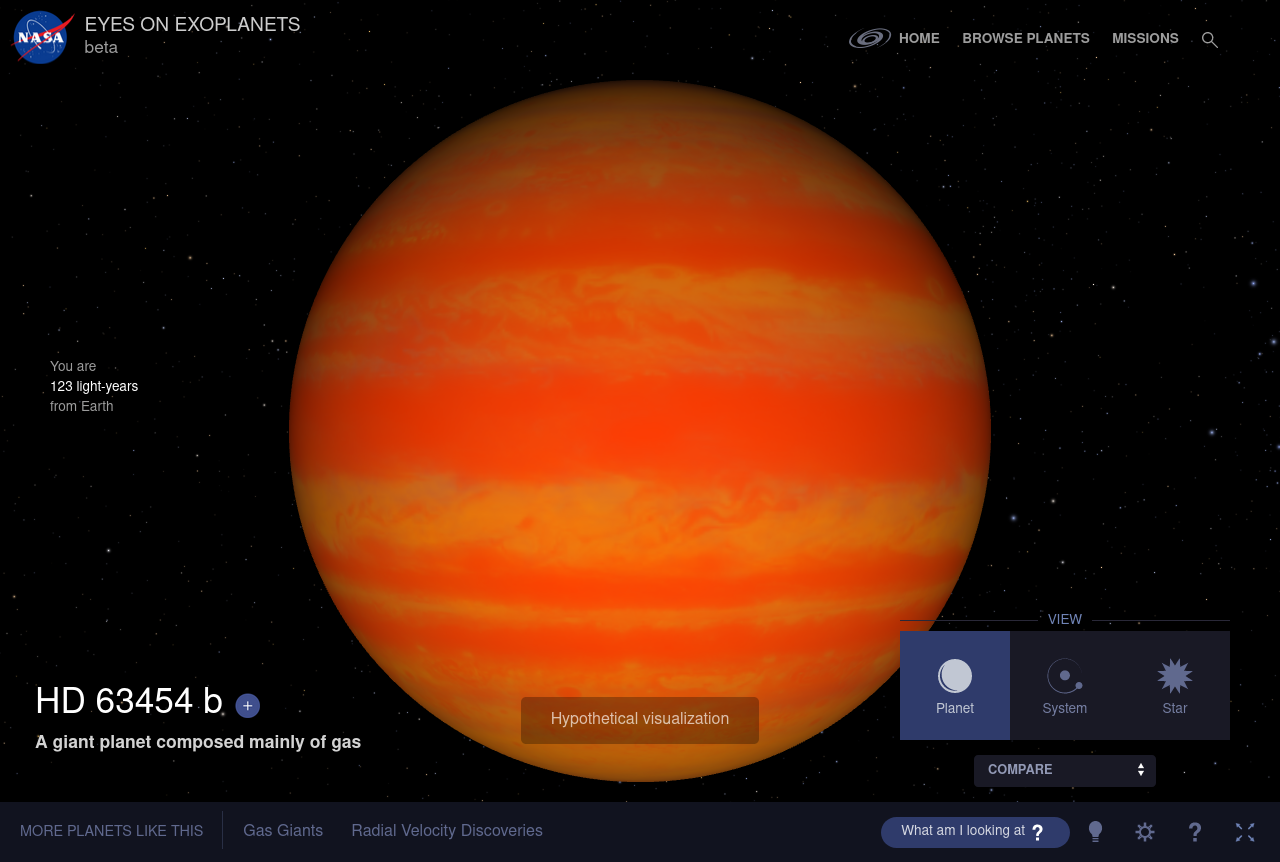 NASA
EYES ON EXOPLANETS
beta
HOME
BROWSE PLANETS
MISSIONS
You are
123 light-years
from Earth
VIEW
Planet
System
Star
HD 63454 b +
A giant planet composed mainly of gas
Hypothetical visualization
COMPARE
MORE PLANETS LIKE THIS
Gas Giants
Radial Velocity Discoveries
What am I looking at ?
?